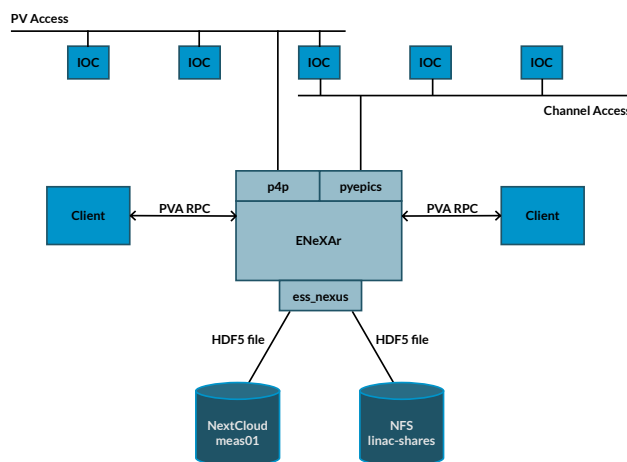 PV Access
IOC
IOC
IOC
IOC
IOC
Channel Access
p4p
pyepics
Client
PVA RPC
ENeXAr
PVA RPC
Client
ess_nexus
HDF5 file
HDF5 file
NextCloud
meas01
NFS
linac-shares